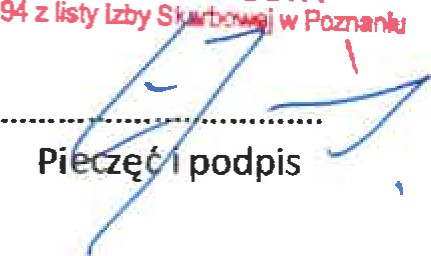 94 z listy Izby Skarbowej w Poznaniu
Pieczęć i podpis